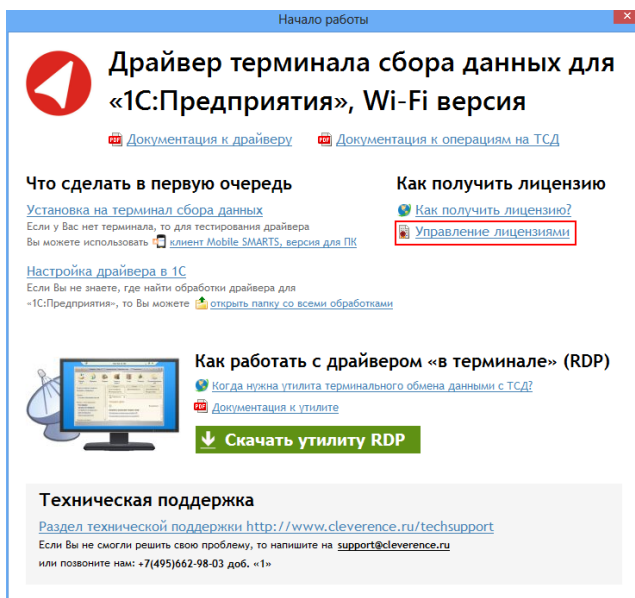 Начало работы
Драйвер терминала сбора данных для
«1С:Предприятия», Wi-Fi версия
Документация к драйверу
Документация к операциям на ТСД
Что сделать в первую очередь
Установка на терминал сбора данных
Если у Вас нет терминала, то для тестирования драйвера
Вы можете использовать клиент Mobile SMARTS, версия для ПК
Настройка драйвера в 1С
Если Вы не знаете, где найти обработки драйвера для
«1С:Предприятия», то Вы можете открыть папку со всеми обработками
Как получить лицензию
Как получить лицензию?
Управление лицензиями
Как работать с драйвером «в терминале» (RDP)
Когда нужна утилита терминального обмена данными с ТСД?
Документация к утилите
Скачать утилиту RDP
Техническая поддержка
Раздел технической поддержки http://www.cleverence.ru/techsupport
Если Вы не смогли решить свою проблему, то напишите на support@cleverence.ru
или позвоните нам: +7(495)662-98-03 доб. «1»